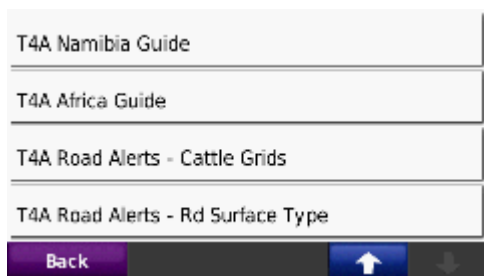 T4A Namibia Guide
T4A Africa Guide
T4A Road Alerts - Cattle Grids
T4A Road Alerts - Rd Surface Type
Back